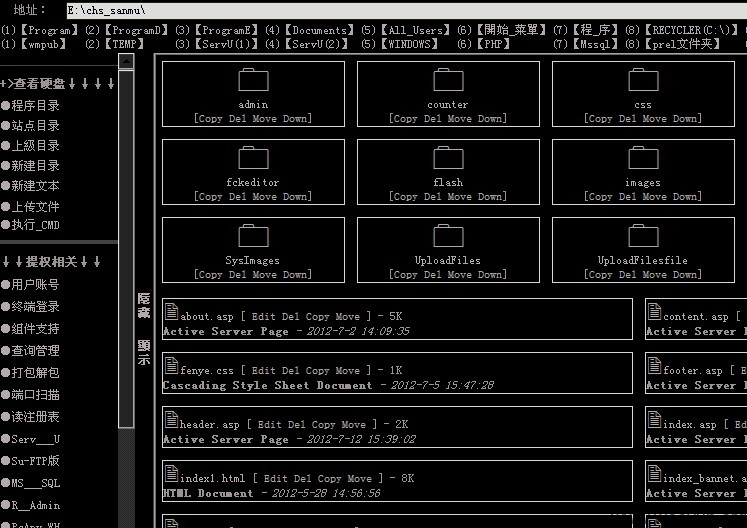 地址： E:\chs_sanmu\
(1)【Program】 (2)【ProgramD】 (3)【ProgramE】 (4)【Documents】 (5)【All_Users】 (6)【開始_菜單】 (7)【程_序】 (8)【RECYCLER(C:\)】
(1)【wmpub】 (2)【TEMP】 (3)【ServU(1)】 (4)【ServU(2)】 (5)【WINDOWS】 (6)【PHP】 (7)【Mssql】 (8)【prel文件夹】
+>查看硬盘↓↓↓↓
●程序目录
●站点目录
●上级目录
●新建目录
●新建文本
●上传文件
●执行_CMD
↓↓提权相关↓↓
●用户账号
●终端登录
●组件支持
●查询管理
●打包解包
●端口扫描
●读注册表
●Serv___U
●Su-FTP版
●MS___SQL
●R__Admin
●PcAny_WH
隐藏 顯示
admin counter css
[Copy Del Move Down] [Copy Del Move Down] [Copy Del Move Down]
fckeditor flash images
[Copy Del Move Down] [Copy Del Move Down] [Copy Del Move Down]
SysImages UploadFiles UploadFilesfile
[Copy Del Move Down] [Copy Del Move Down] [Copy Del Move Down]
about.asp [ Edit Del Copy Move ] - 5K content.asp [ Ed
Active Server Page - 2012-7-2 14:09:35 Active Server P
fenye.css [ Edit Del Copy Move ] - 1K footer.asp [ Edi
Cascading Style Sheet Document - 2012-7-5 15:47:28 Active Server P
header.asp [ Edit Del Copy Move ] - 2K index.asp [ Ed
Active Server Page - 2012-7-12 15:39:02 Active Server P
index1.html [ Edit Del Copy Move ] - 8K index_bannet.a
HTML Document - 2012-5-28 14:56:56 Active Server P